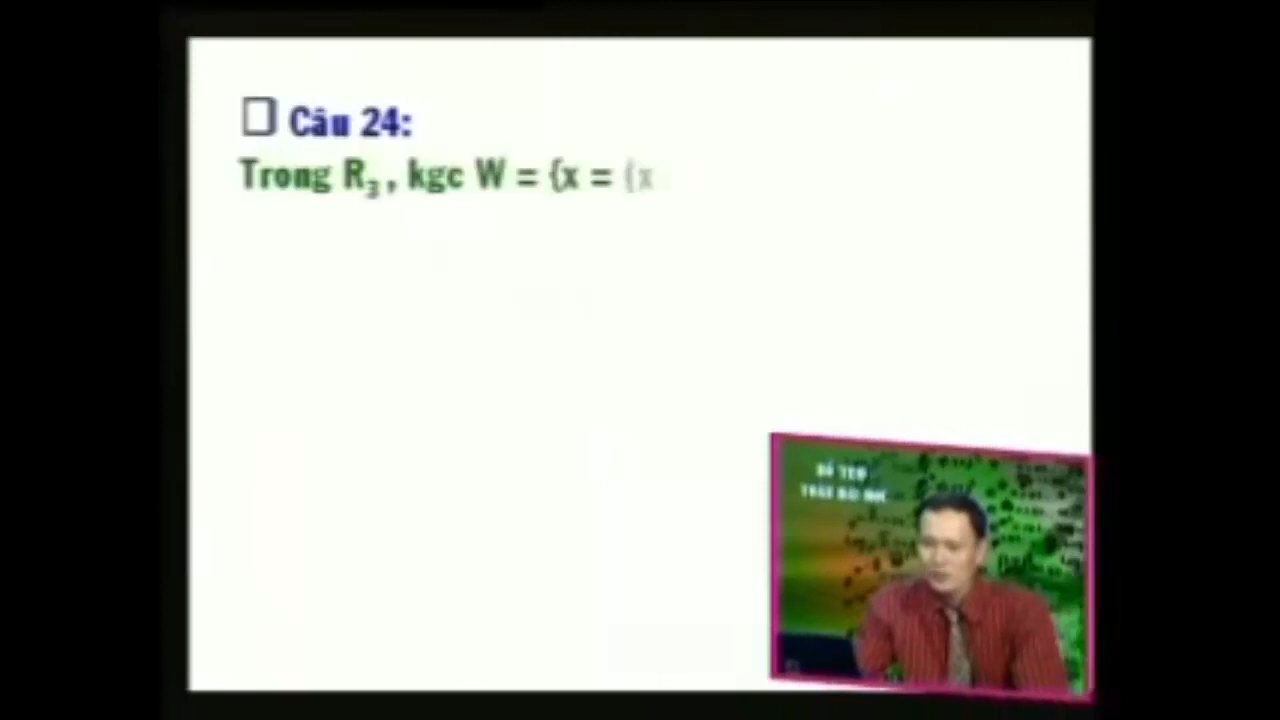 Câu 24:
Trong R₃ , kgc W = {x = (x